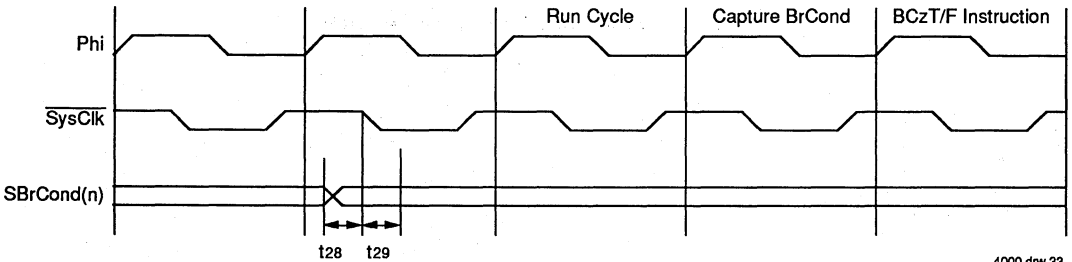 Run Cycle Capture BrCond BCzT/F Instruction
Phi
SysClk
SBrCond(n)
t28 t29
4000 drw 23